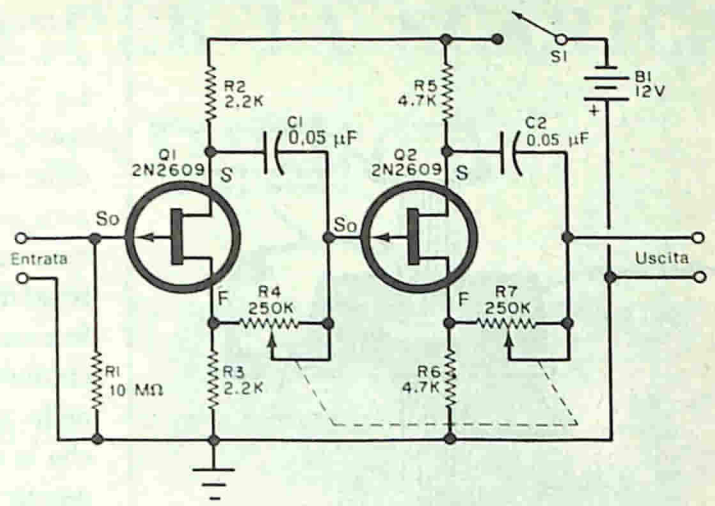 S1
B1
12V
+
R2
2.2K
R5
4.7K
C1
0,05 µF
C2
0.05 µF
Q1
2N2609
S
Q2
2N2609
S
So
So
Entrata
Uscita
F
R4
250K
F
R7
250K
R1
10 MΩ
R3
2.2K
R6
4.7K